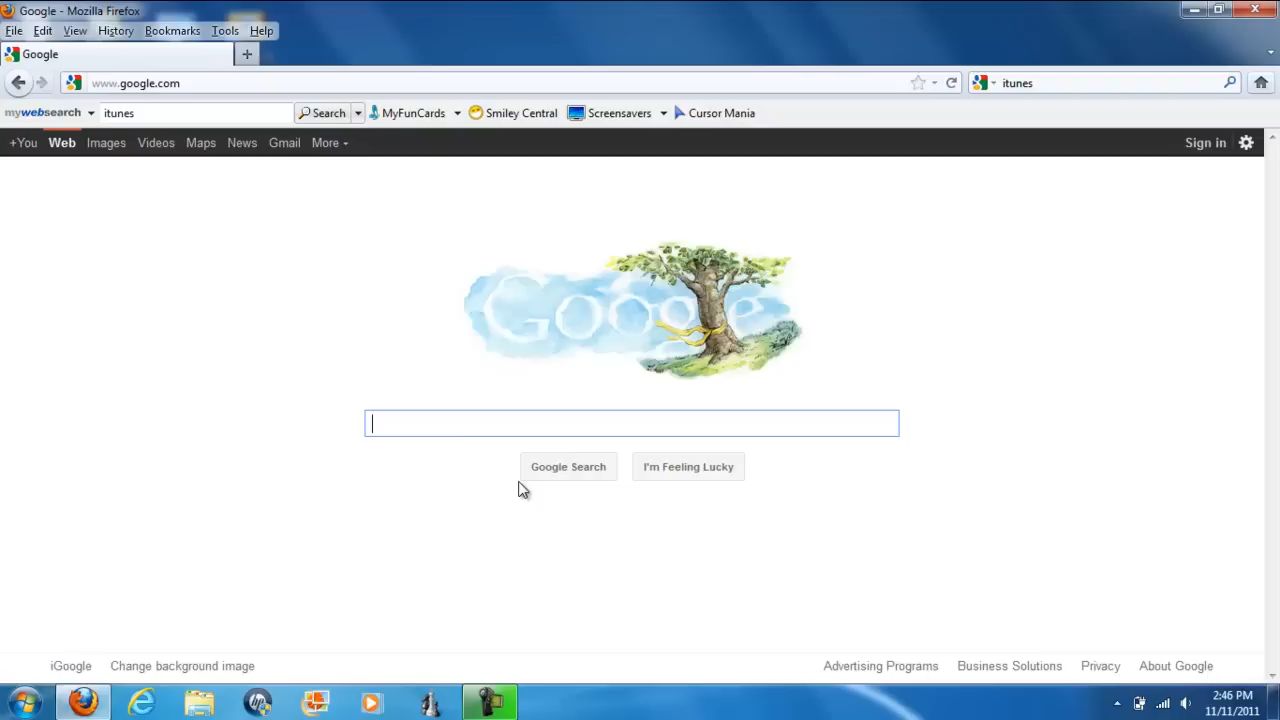 Google - Mozilla Firefox
File Edit View History Bookmarks Tools Help
Google
www.google.com itunes
mywebsearch itunes Search MyFunCards Smiley Central Screensavers Cursor Mania
+You Web Images Videos Maps News Gmail More Sign in
Google
Google Search I'm Feeling Lucky
iGoogle Change background image Advertising Programs Business Solutions Privacy About Google
2:46 PM
11/11/2011